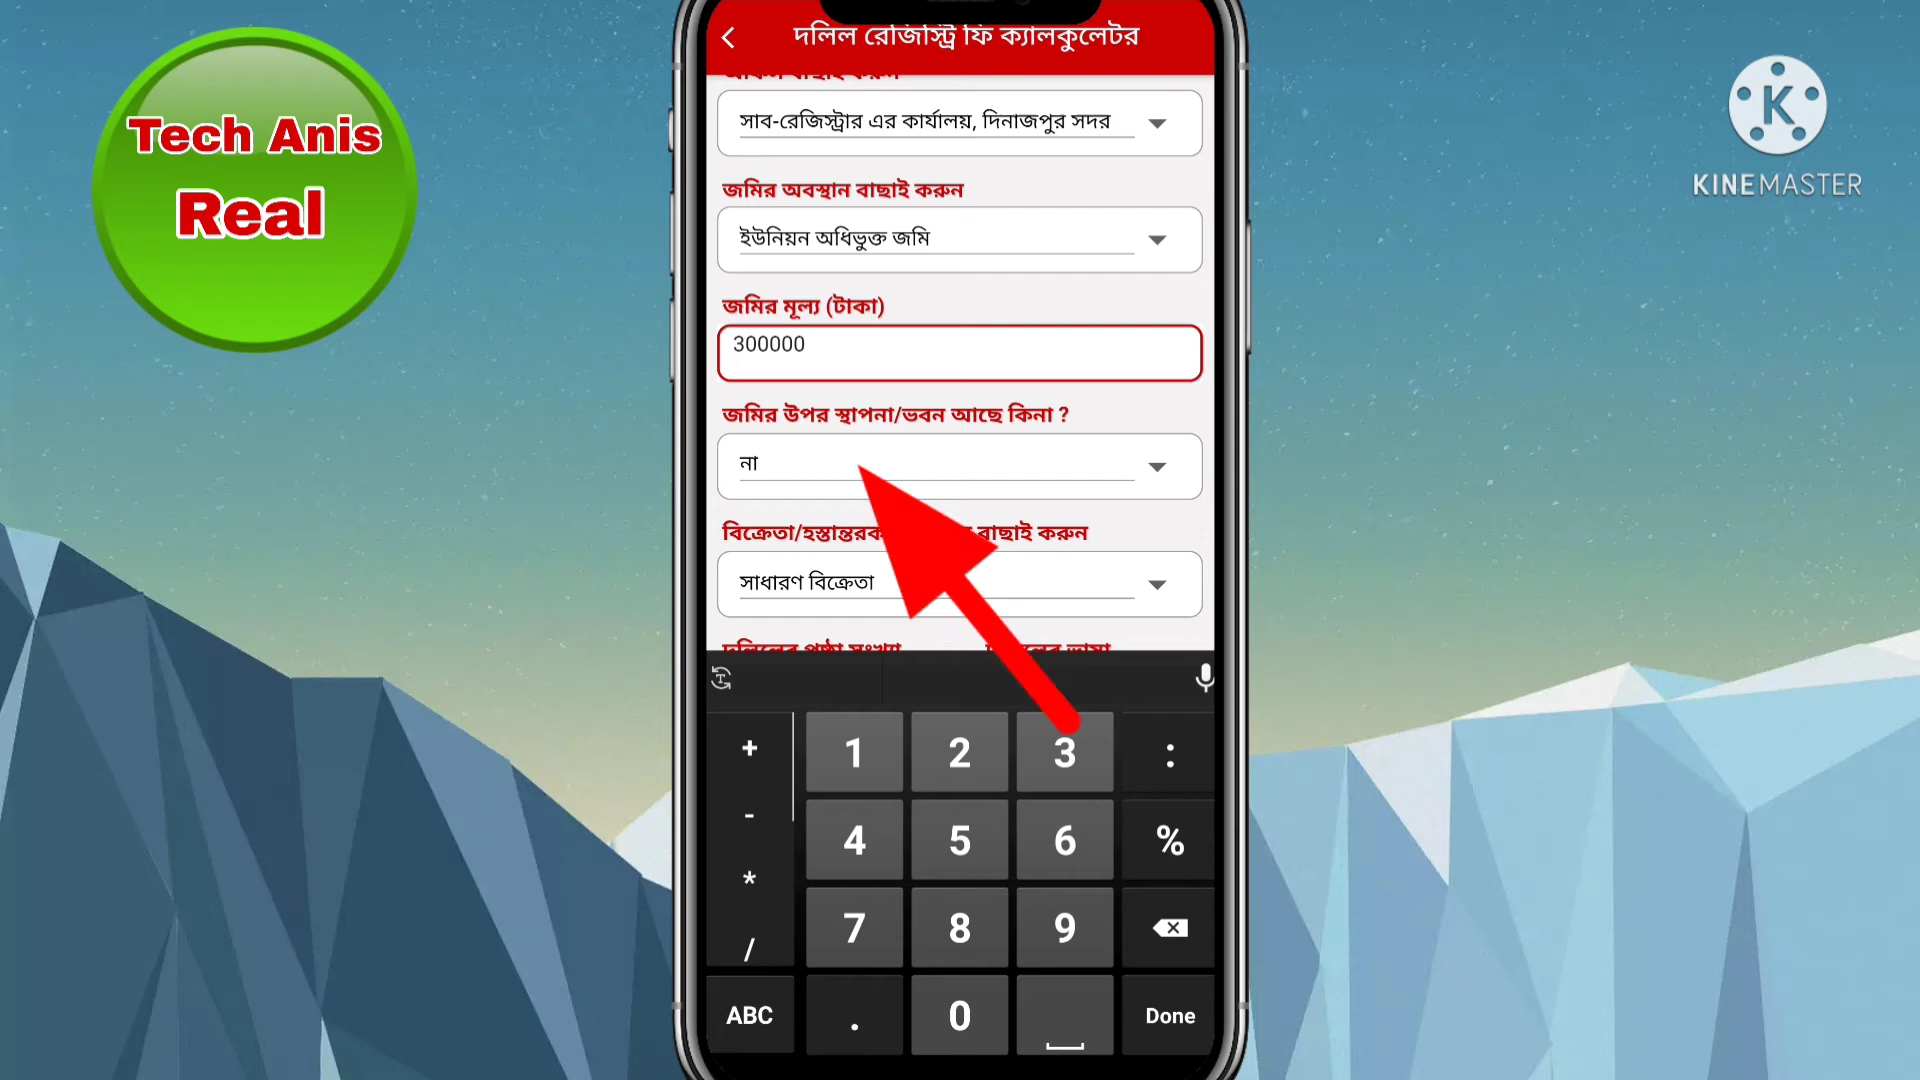 Tech Anis
Real
KINEMASTER
দলিল রেজিস্ট্রি ফি ক্যালকুলেটর
সাব-রেজিস্ট্রার এর কার্যালয়, দিনাজপুর সদর
জমির অবস্থান বাছাই করুন
ইউনিয়ন অধিভুক্ত জমি
জমির মূল্য (টাকা)
300000
জমির উপর স্থাপনা/ভবন আছে কিনা ?
না
বিক্রেতা/ বাছাই করুন
সাধারণ বিক্রেতা
+ 1 2 3 :
- 4 5 6 %
* 7 8 9
/
ABC . 0 Done